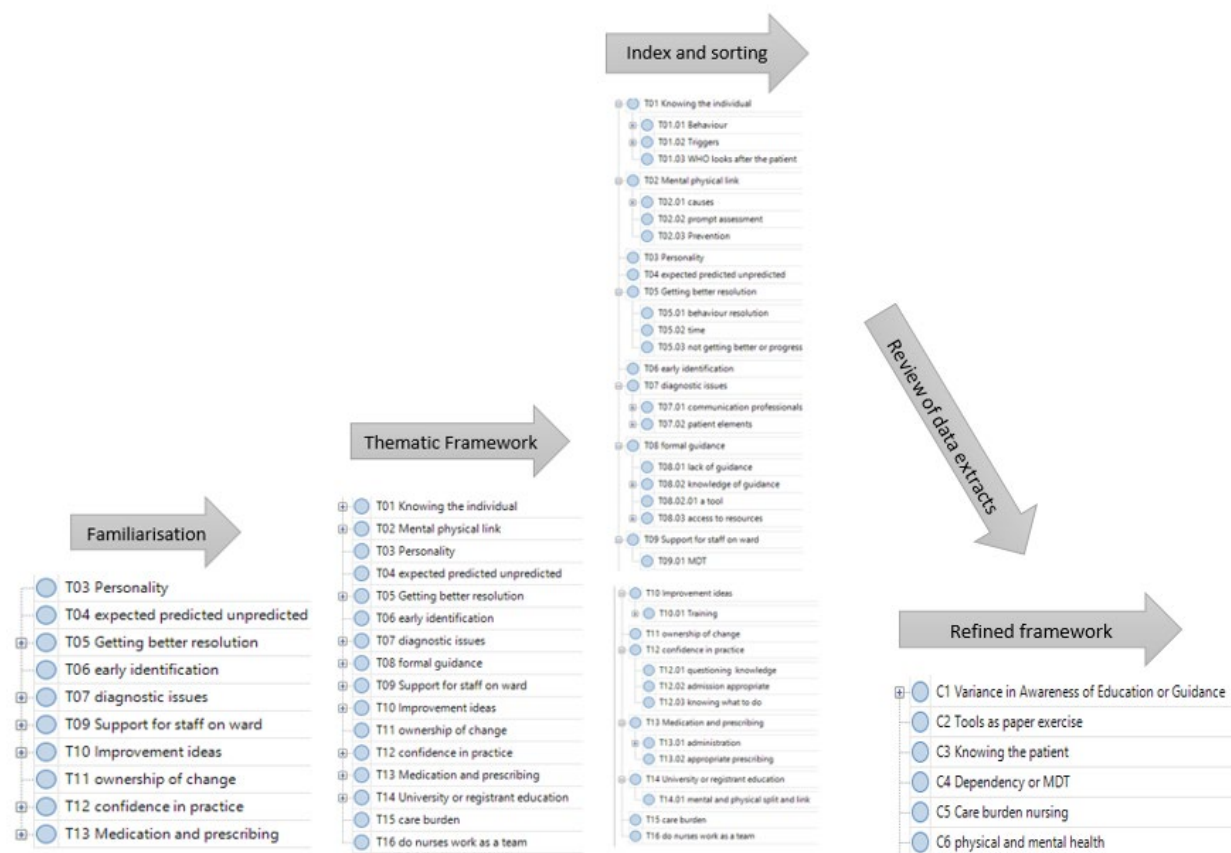 Familiarisation
T03 Personality
T04 expected predicted unpredicted
T05 Getting better resolution
T06 early identification
T07 diagnostic issues
T09 Support for staff on ward
T10 Improvement ideas
T11 ownership of change
T12 confidence in practice
T13 Medication and prescribing
Thematic Framework
T01 Knowing the individual
T02 Mental physical link
T03 Personality
T04 expected predicted unpredicted
T05 Getting better resolution
T06 early identification
T07 diagnostic issues
T08 formal guidance
T09 Support for staff on ward
T10 Improvement ideas
T11 ownership of change
T12 confidence in practice
T13 Medication and prescribing
T14 University or registrant education
T15 care burden
T16 do nurses work as a team
Index and sorting
T01 Knowing the individual
T01.01 Behaviour
T01.02 Triggers
T01.03 WHO looks after the patient
T02 Mental physical link
T02.01 causes
T02.02 prompt assessment
T02.03 Prevention
T03 Personality
T04 expected predicted unpredicted
T05 Getting better resolution
T05.01 behaviour resolution
T05.02 time
T05.03 not getting better or progress
T06 early identification
T07 diagnostic issues
T07.01 communication professionals
T07.02 patient elements
T08 formal guidance
T08.01 lack of guidance
T08.02 knowledge of guidance
T08.02.01 a tool
T08.03 access to resources
T09 Support for staff on ward
T09.01 MDT
T10 Improvement ideas
T10.01 Training
T11 ownership of change
T12 confidence in practice
T12.01 questioning knowledge
T12.02 admission appropriate
T12.03 knowing what to do
T13 Medication and prescribing
T13.01 administration
T13.02 appropriate prescribing
T14 University or registrant education
T14.01 mental and physical split and link
T15 care burden
T16 do nurses work as a team
Review of data extracts
Refined framework
C1 Variance in Awareness of Education or Guidance
C2 Tools as paper exercise
C3 Knowing the patient
C4 Dependency or MDT
C5 Care burden nursing
C6 physical and mental health